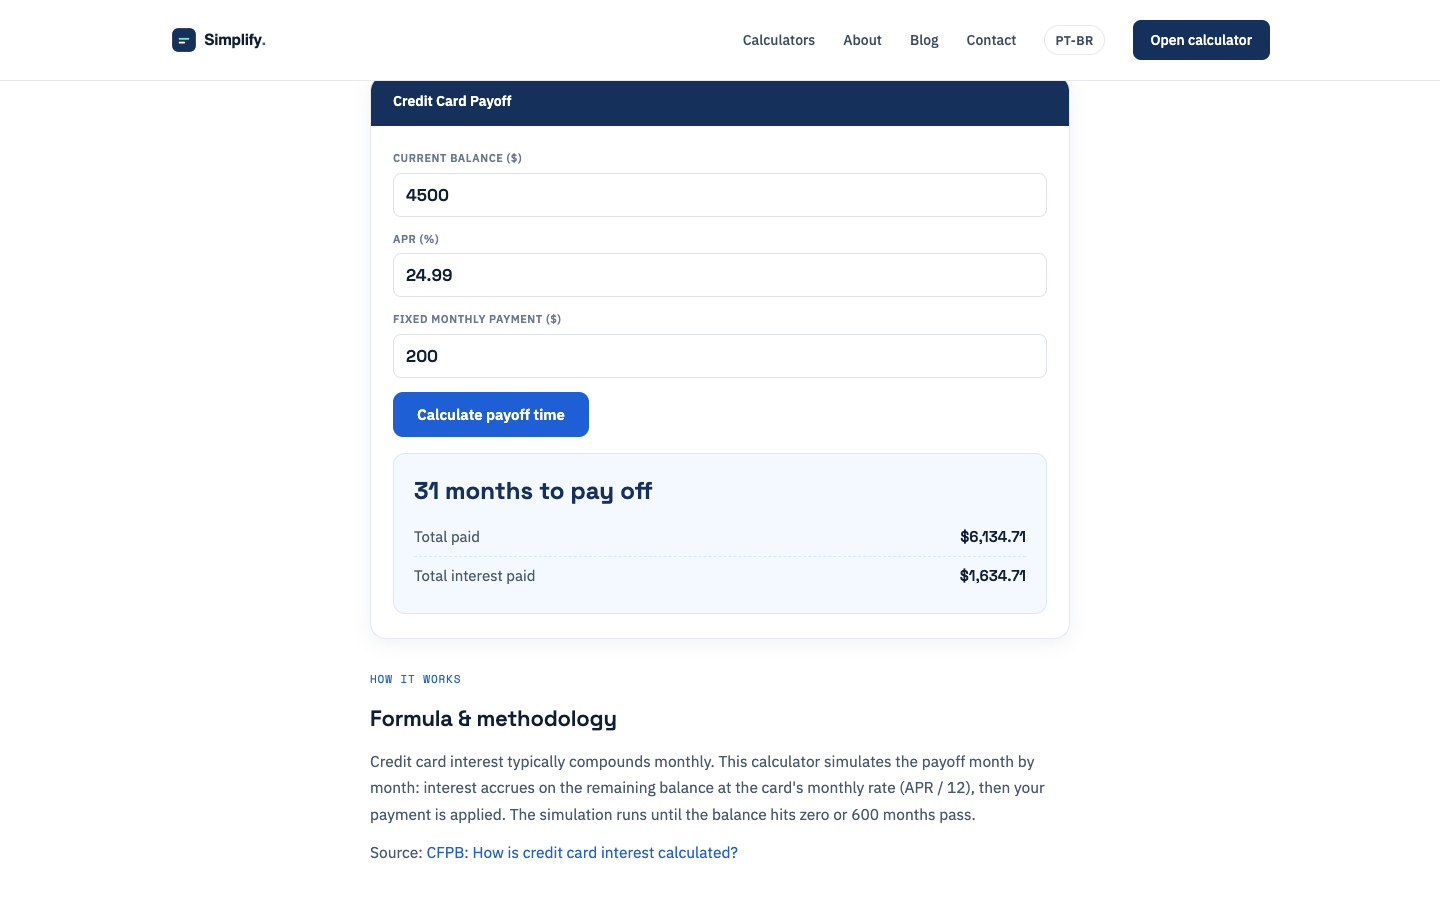 Simplify.
Calculators
About
Blog
Contact
PT-BR
Open calculator
Credit Card Payoff
CURRENT BALANCE ($)
4500
APR (%)
24.99
FIXED MONTHLY PAYMENT ($)
200
Calculate payoff time
31 months to pay off
Total paid $6,134.71
Total interest paid $1,634.71
HOW IT WORKS
Formula & methodology
Credit card interest typically compounds monthly. This calculator simulates the payoff month by
month: interest accrues on the remaining balance at the card's monthly rate (APR / 12), then your
payment is applied. The simulation runs until the balance hits zero or 600 months pass.
Source: CFPB: How is credit card interest calculated?